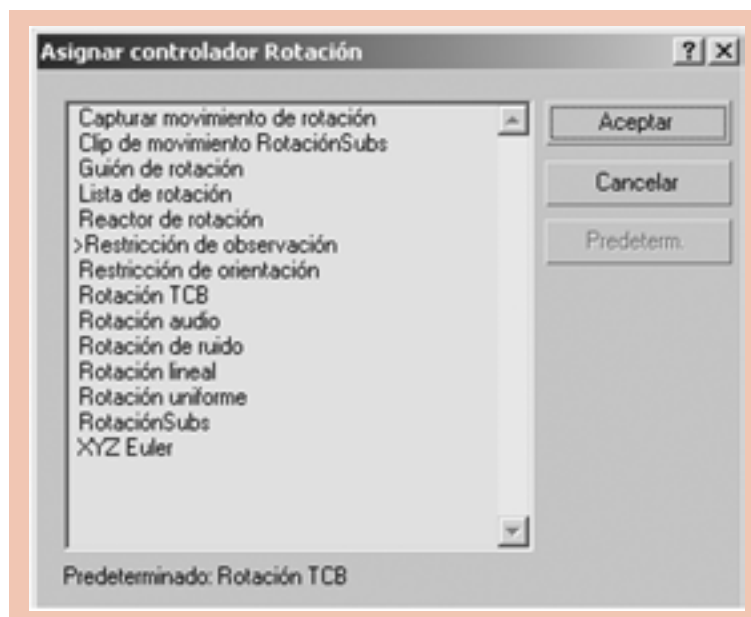 Asignar controlador Rotación
Capturar movimiento de rotación
Clip de movimiento RotaciónSubs
Guión de rotación
Lista de rotación
Reactor de rotación
>Restricción de observación
Restricción de orientación
Rotación TCB
Rotación audio
Rotación de ruido
Rotación lineal
Rotación uniforme
RotaciónSubs
XYZ Euler
Aceptar
Cancelar
Predeterm.
Predeterminado: Rotación TCB